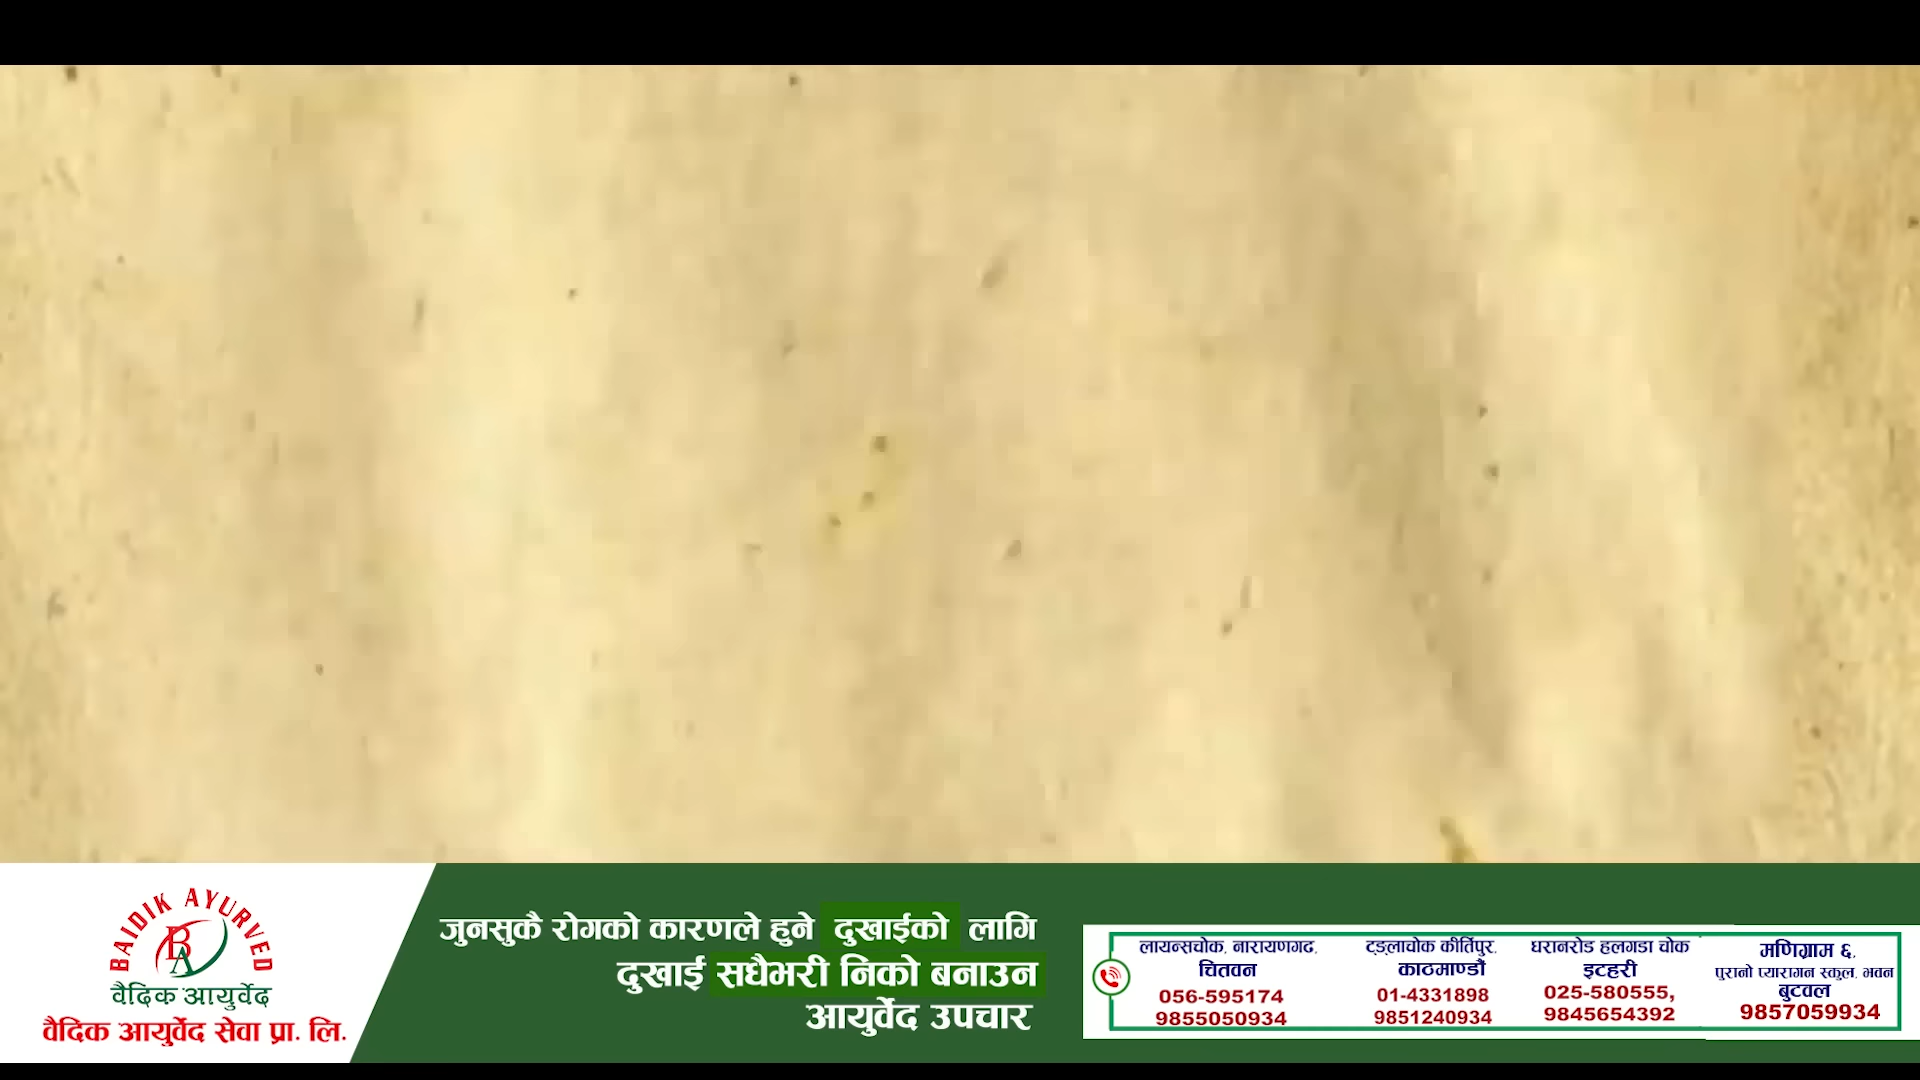 BAIDIK AYURVED
BA
वैदिक आयुर्वेद
वैदिक आयुर्वेद सेवा प्रा. लि.
जुनसुकै रोगको कारणले हुने दुखाईको लागि
दुखाई सधैभरी निको बनाउन
आयुर्वेद उपचार
लायन्सचोक, नारायणगढ,
चितवन
056-595174
9855050934
ट्ङ्लाचोक कीर्तिपुर,
काठमाण्डौं
01-4331898
9851240934
धरानरोड हलगडा चोक
इटहरी
025-580555,
9845654392
मणिग्राम ६,
पुरानो प्यारागन स्कुल, भवन
बुटवल
9857059934